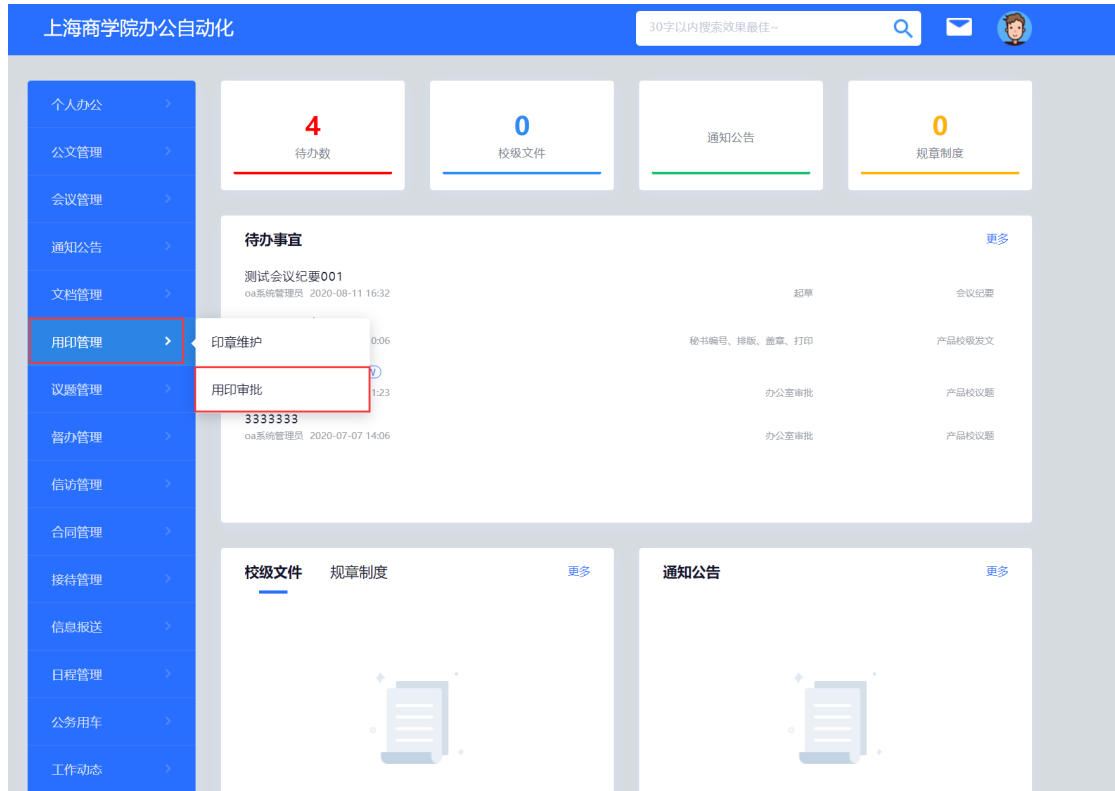 上海商学院办公自动化
30字以内搜索效果最佳~
个人办公
公文管理
会议管理
通知公告
文档管理
用印管理
议题管理
督办管理
信访管理
合同管理
接待管理
信息报送
日程管理
公务用车
工作动态
印章维护
用印审批
4
待办数
0
校级文件
通知公告
0
规章制度
待办事宜 更多
测试会议纪要001
oa系统管理员 2020-08-11 16:32 起草 会议纪要
0:06 秘书编号、排版、盖章、打印 产品校级发文
1:23 办公室审批 产品校议题
3333333
oa系统管理员 2020-07-07 14:06 办公室审批 产品校议题
校级文件 规章制度 更多
通知公告 更多